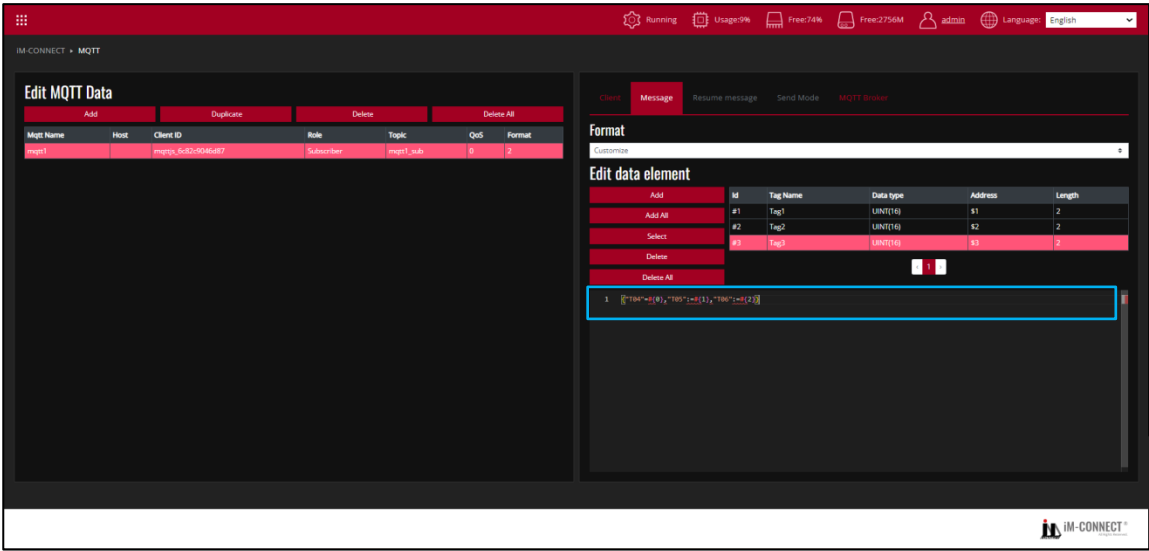 Running Usage:9% Free:74% Free:2756M admin Language: English
iM-CONNECT ▸ MQTT
Edit MQTT Data
Add Duplicate Delete Delete All
Mqtt Name Host Client ID Role Topic QoS Format
mqtt1 mqttjs_6c82c9046d87 Subscriber mqtt1_sub 0 2
Client Message Resume message Send Mode MQTT Broker
Format
Customize
Edit data element
Add
Add All
Select
Delete
Delete All
Id Tag Name Data type Address Length
#1 Tag1 UINT(16) $1 2
#2 Tag2 UINT(16) $2 2
#3 Tag3 UINT(16) $3 2
‹ 1 ›
1 {"T04"=#{0},"T05":=#{1},"T06":=#{2}}
iM-CONNECT®